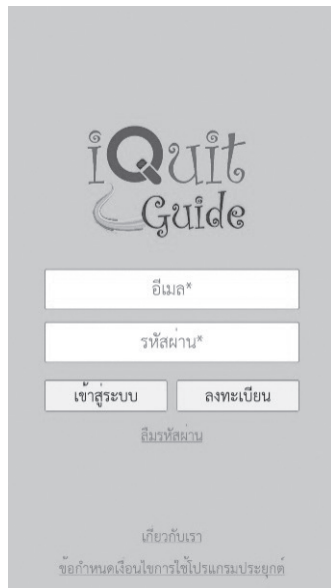 iQuit
Guide
อีเมล*
รหัสผ่าน*
เข้าสู่ระบบ ลงทะเบียน
ลืมรหัสผ่าน
เกี่ยวกับเรา
ข้อกำหนดเงื่อนไขการใช้โปรแกรมประยุกต์